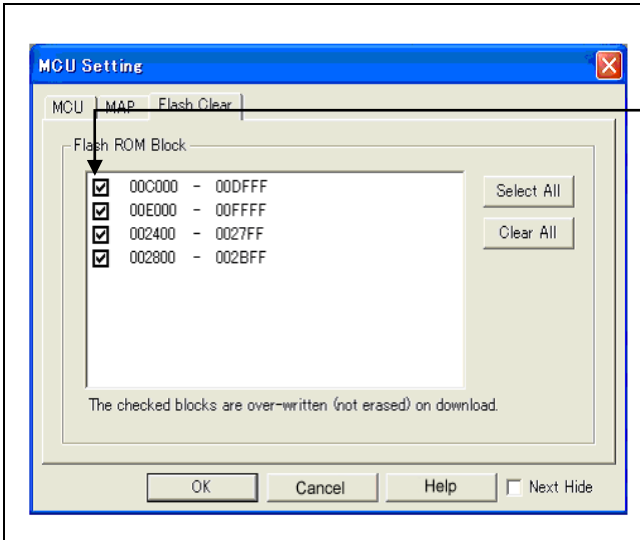 MCU Setting
MCU MAP Flash Clear
Flash ROM Block
00C000 - 00DFFF
00E000 - 00FFFF
002400 - 0027FF
002800 - 002BFF
Select All
Clear All
The checked blocks are over-written (not erased) on download.
OK Cancel Help Next Hide